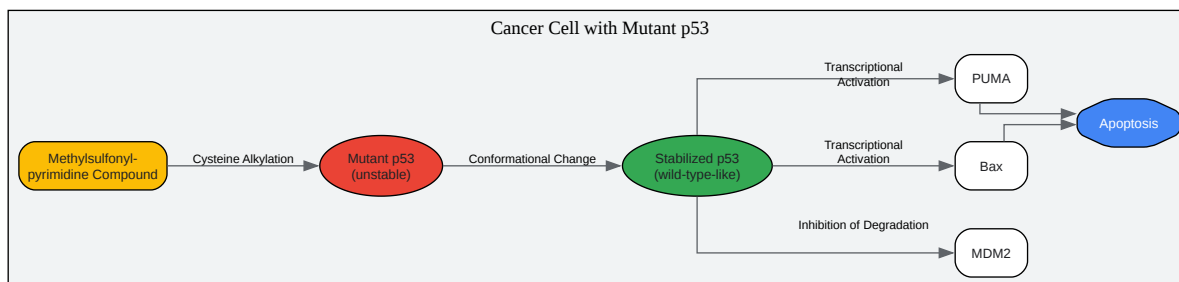 Cancer Cell with Mutant p53
Transcriptional
Activation
PUMA
Apoptosis
Methylsulfonyl-
pyrimidine Compound
Cysteine Alkylation
Mutant p53
(unstable)
Conformational Change
Stabilized p53
(wild-type-like)
Transcriptional
Activation
Bax
Inhibition of Degradation
MDM2